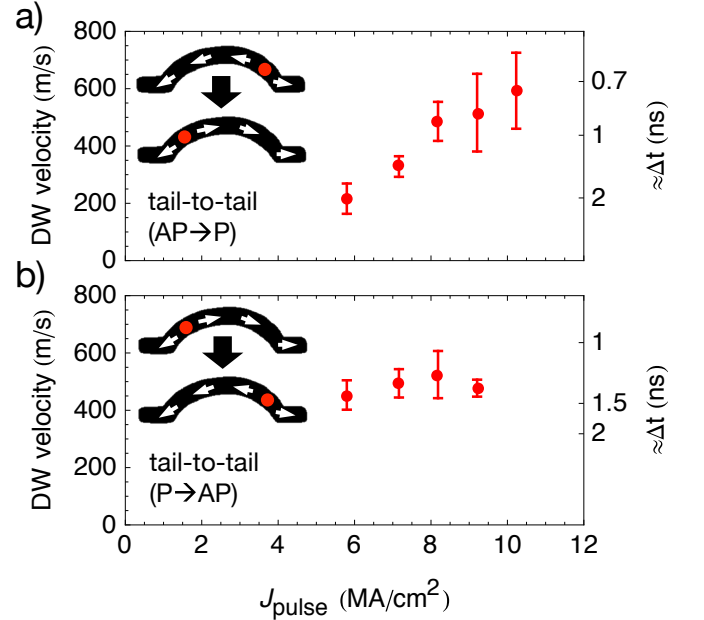 a)
800
600
400
200
0
DW velocity (m/s)
tail-to-tail
(AP→P)
0.7
1
2
≈Δt (ns)
b)
800
600
400
200
0
DW velocity (m/s)
tail-to-tail
(P→AP)
1
1.5
2
≈Δt (ns)
0 2 4 6 8 10 12
Jpulse (MA/cm²)